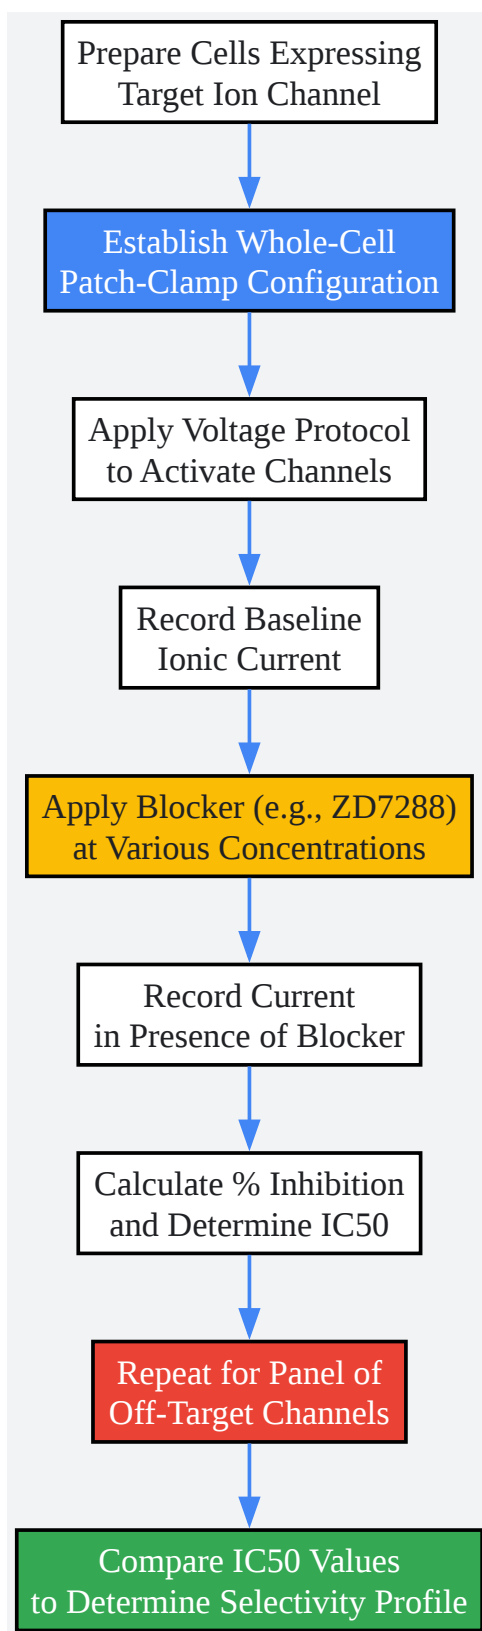 Prepare Cells Expressing
Target Ion Channel
Establish Whole-Cell
Patch-Clamp Configuration
Apply Voltage Protocol
to Activate Channels
Record Baseline
Ionic Current
Apply Blocker (e.g., ZD7288)
at Various Concentrations
Record Current
in Presence of Blocker
Calculate % Inhibition
and Determine IC50
Repeat for Panel of
Off-Target Channels
Compare IC50 Values
to Determine Selectivity Profile